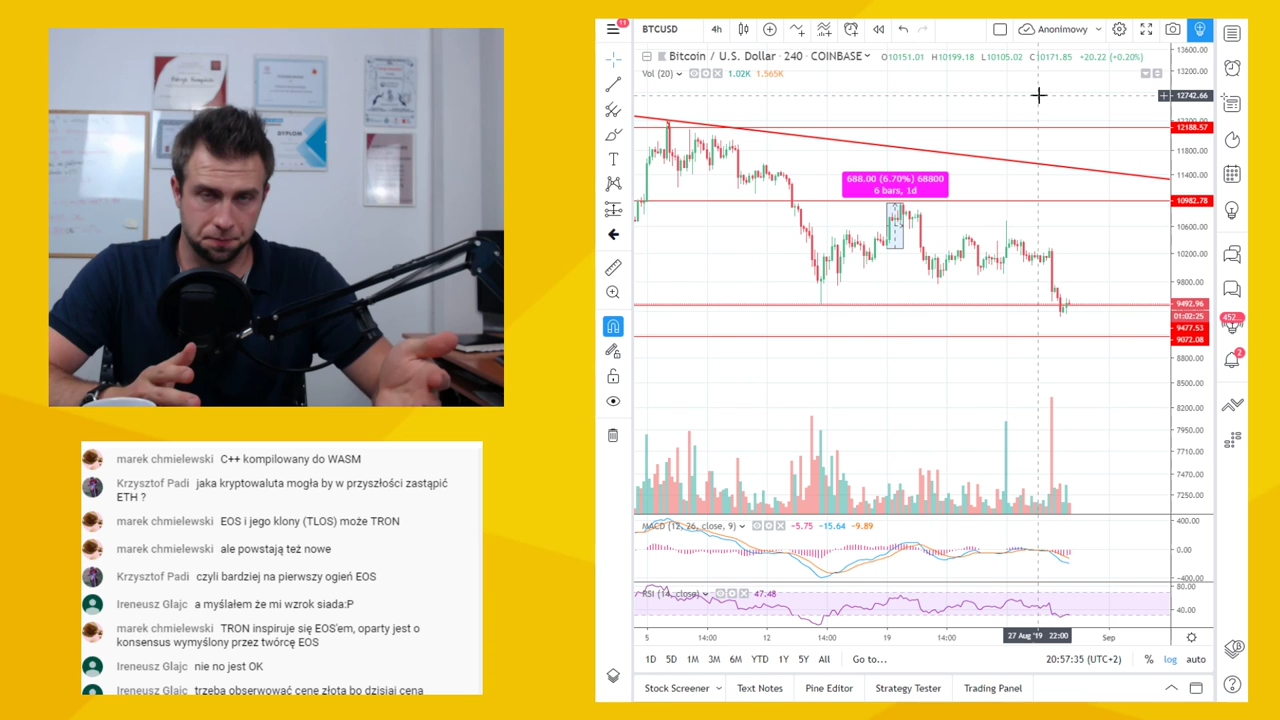 DYPLOM
marek chmielewski C++ kompilowany do WASM
Krzysztof Padi jaka kryptowaluta mogła by w przyszłości zastąpić
ETH ?
marek chmielewski EOS i jego klony (TLOS) może TRON
marek chmielewski ale powstają też nowe
Krzysztof Padi czyli bardziej na pierwszy ogień EOS
Ireneusz Glajc a myślałem że mi wzrok siada:P
marek chmielewski TRON inspiruje się EOS'em, oparty jest o
konsensus wymyślony przez twórcę EOS
Ireneusz Glajc nie no jest OK
Ireneusz Glajc trzeba obserwować cenę złota bo dzisiaj cena
11
BTCUSD
4h
Anonimowy
Bitcoin / U.S. Dollar · 240 · COINBASE
O10151.01 H10199.18 L10105.02 C10171.85 +20.22 (+0.20%)
Vol (20) 1.02K 1.565K
688.00 (6.70%) 68800
6 bars, 1d
13600.00
13200.00
12742.66
12188.57
11800.00
11400.00
10982.78
10600.00
10200.00
9800.00
9492.96
01:02:25
9477.53
9072.08
8800.00
8500.00
8200.00
7950.00
7710.00
7470.00
7250.00
452...
2
MACD (12, 26, close, 9) −5.75 −15.64 −9.89
400.00
0.00
−400.00
RSI (14, close) 47.48
80.00
40.00
5 14:00 12 14:00 19 14:00 27 Aug '19 22:00 Sep
1D 5D 1M 3M 6M YTD 1Y 5Y All Go to... 20:57:35 (UTC+2) % log auto
Stock Screener Text Notes Pine Editor Strategy Tester Trading Panel